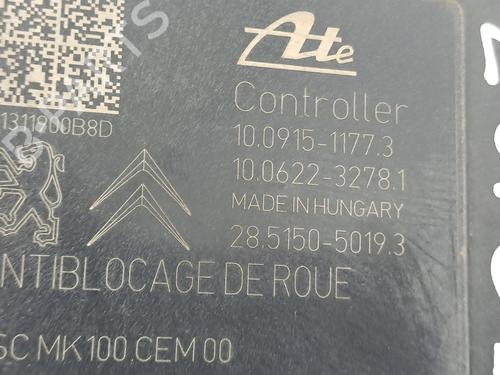 Ate
1311900B8D
Controller
10.0915-1177.3
10.0622-3278.1
MADE IN HUNGARY
28.5150-5019.3
NTIBLOCAGE DE ROUE
SC MK100 CEM 00